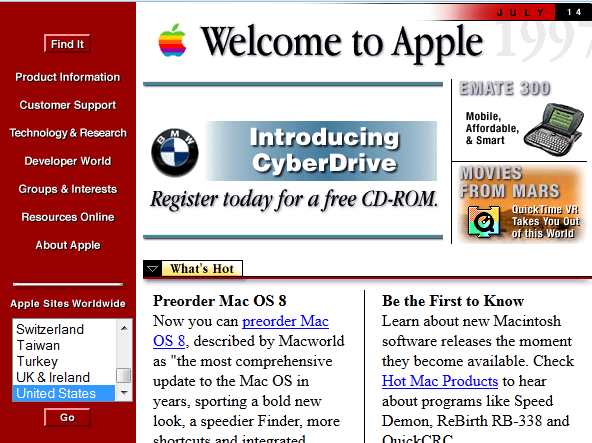 JULY 14
1997
Welcome to Apple
Find It
Product Information
Customer Support
Technology & Research
Developer World
Groups & Interests
Resources Online
About Apple
Apple Sites Worldwide
Switzerland
Taiwan
Turkey
UK & Ireland
United States
Go
BMW
Introducing
CyberDrive
Register today for a free CD-ROM.
EMATE 300
Mobile,
Affordable,
& Smart
MOVIES
FROM MARS
QuickTime VR
Takes You Out
of this World
What's Hot
Preorder Mac OS 8
Now you can preorder Mac
OS 8, described by Macworld
as "the most comprehensive
update to the Mac OS in
years, sporting a bold new
look, a speedier Finder, more
shortcuts and integrated
Be the First to Know
Learn about new Macintosh
software releases the moment
they become available. Check
Hot Mac Products to hear
about programs like Speed
Demon, ReBirth RB-338 and
QuickCRC